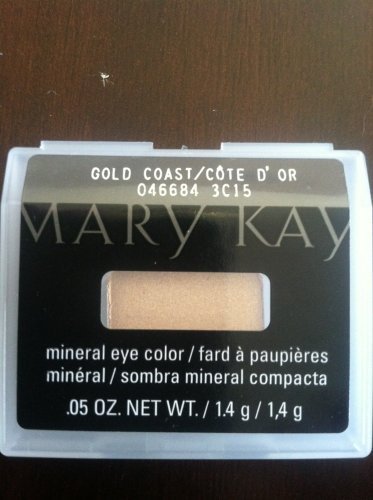 GOLD COAST/CÔTE D' OR
046684 3C15
MARY KAY
mineral eye color / fard à paupières
minéral / sombra mineral compacta
.05 OZ. NET WT. / 1.4 g / 1,4 g